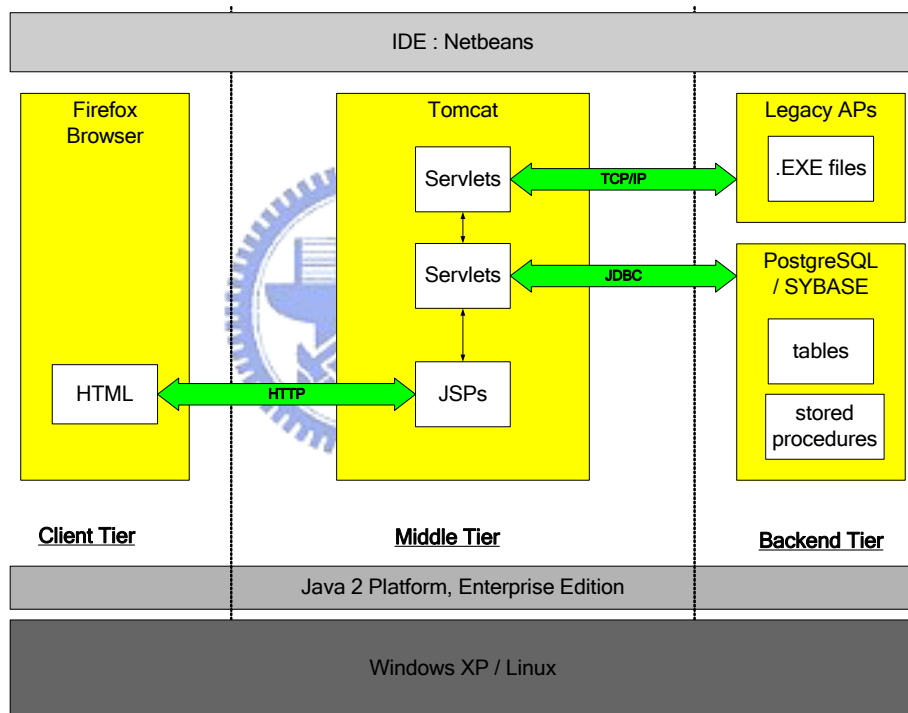 IDE : Netbeans
Firefox
Browser
HTML
HTTP
Tomcat
Servlets
Servlets
JSPs
TCP/IP
JDBC
Legacy APs
.EXE files
PostgreSQL
/ SYBASE
tables
stored
procedures
Client Tier
Middle Tier
Backend Tier
Java 2 Platform, Enterprise Edition
Windows XP / Linux